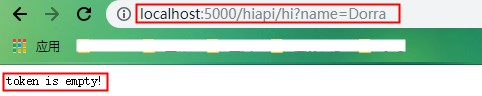 localhost:5000/hiapi/hi?name=Dorra
应用
token is empty!